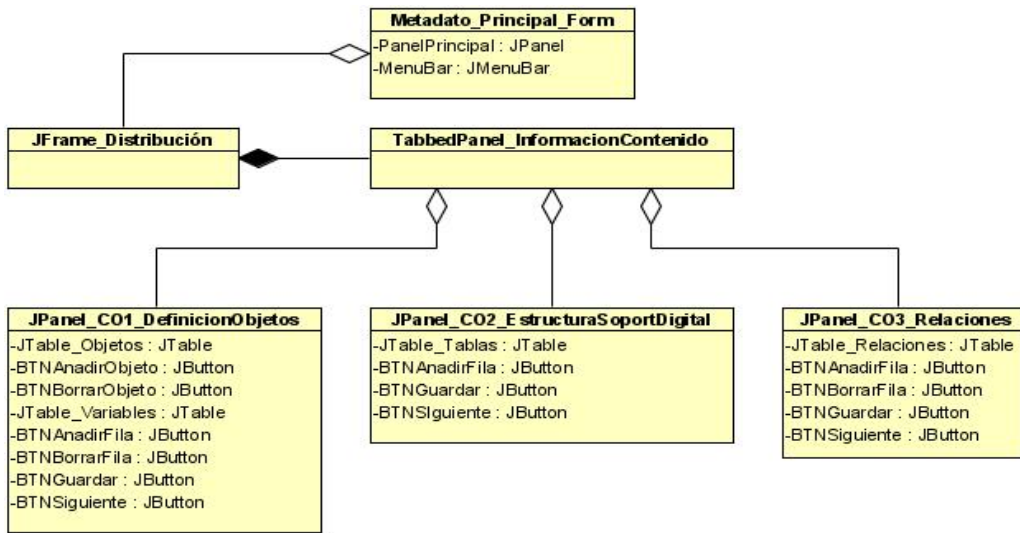 Metadato_Principal_Form
-PanelPrincipal : JPanel
-MenuBar : JMenuBar
JFrame_Distribución
TabbedPanel_InformacionContenido
JPanel_CO1_DefinicionObjetos
-JTable_Objetos : JTable
-BTNAnadirObjeto : JButton
-BTNBorrarObjeto : JButton
-JTable_Variables : JTable
-BTNAnadirFila : JButton
-BTNBorrarFila : JButton
-BTNGuardar : JButton
-BTNSiguiente : JButton
JPanel_CO2_EstructuraSoportDigital
-JTable_Tablas : JTable
-BTNAnadirFila : JButton
-BTNGuardar : JButton
-BTNSIguiente : JButton
JPanel_CO3_Relaciones
-JTable_Relaciones : JTable
-BTNAnadirFila : JButton
-BTNBorrarFila : JButton
-BTNGuardar : JButton
-BTNSiguiente : JButton